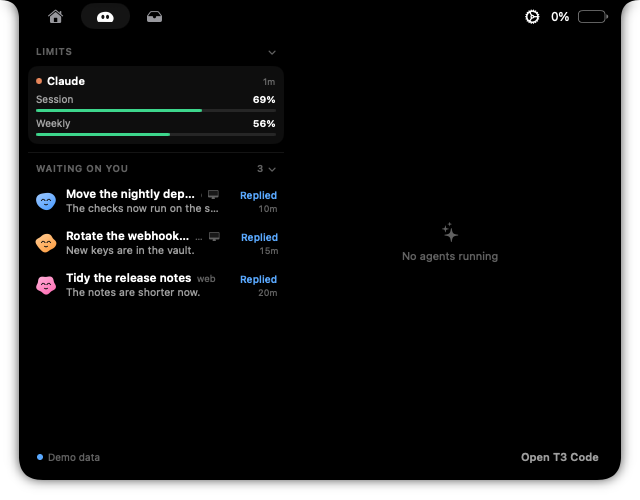 0%
LIMITS
Claude 1m
Session 69%
Weekly 56%
WAITING ON YOU 3
Move the nightly dep... Replied
The checks now run on the s... 10m
Rotate the webhook... ... Replied
New keys are in the vault. 15m
Tidy the release notes web Replied
The notes are shorter now. 20m
No agents running
Demo data
Open T3 Code